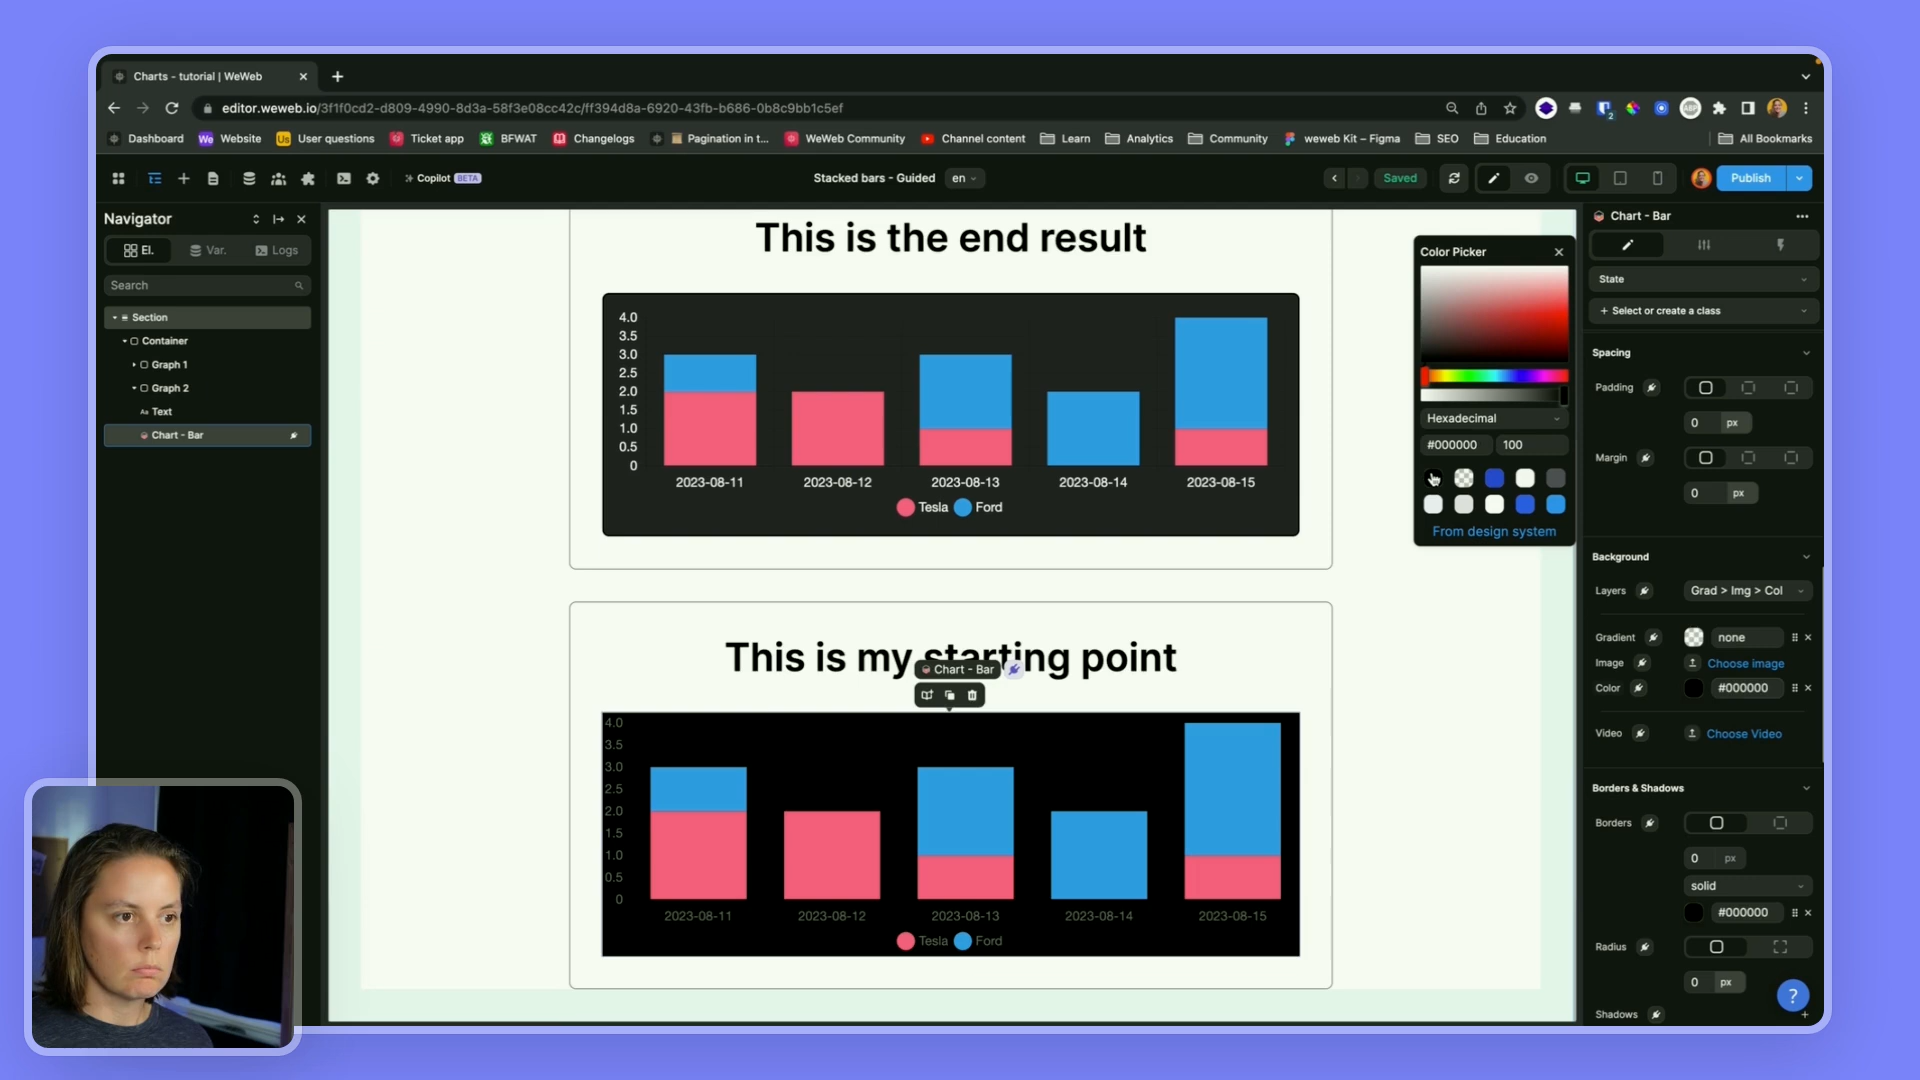 Charts - tutorial | WeWeb
editor.weweb.io/3f1f0cd2-d809-4990-8d3a-58f3e08cc42c/ff394d8a-6920-43fb-b686-0b8c9bb1c5ef
Dashboard
We Website
Us User questions
Ticket app
BFWAT
Changelogs
Pagination in t...
WeWeb Community
Channel content
Learn
Analytics
Community
weweb Kit – Figma
SEO
Education
All Bookmarks
Copilot BETA
Stacked bars - Guided
en
Saved
Publish
Navigator
El.
Var.
Logs
Search
Section
Container
Graph 1
Graph 2
Aa Text
Chart - Bar
This is the end result
4.0
3.5
3.0
2.5
2.0
1.5
1.0
0.5
0
2023-08-11
2023-08-12
2023-08-13
2023-08-14
2023-08-15
Tesla
Ford
This is my starting point
Chart - Bar
4.0
3.5
3.0
2.5
2.0
1.5
1.0
0.5
0
2023-08-11
2023-08-12
2023-08-13
2023-08-14
2023-08-15
Tesla
Ford
Color Picker
Hexadecimal
#000000
100
From design system
Chart - Bar
State
+ Select or create a class
Spacing
Padding
0 px
Margin
0 px
Background
Layers
Grad > Img > Col
Gradient
none
Image
Choose image
Color
#000000
Video
Choose Video
Borders & Shadows
Borders
0 px
solid
#000000
Radius
0 px
?
Shadows